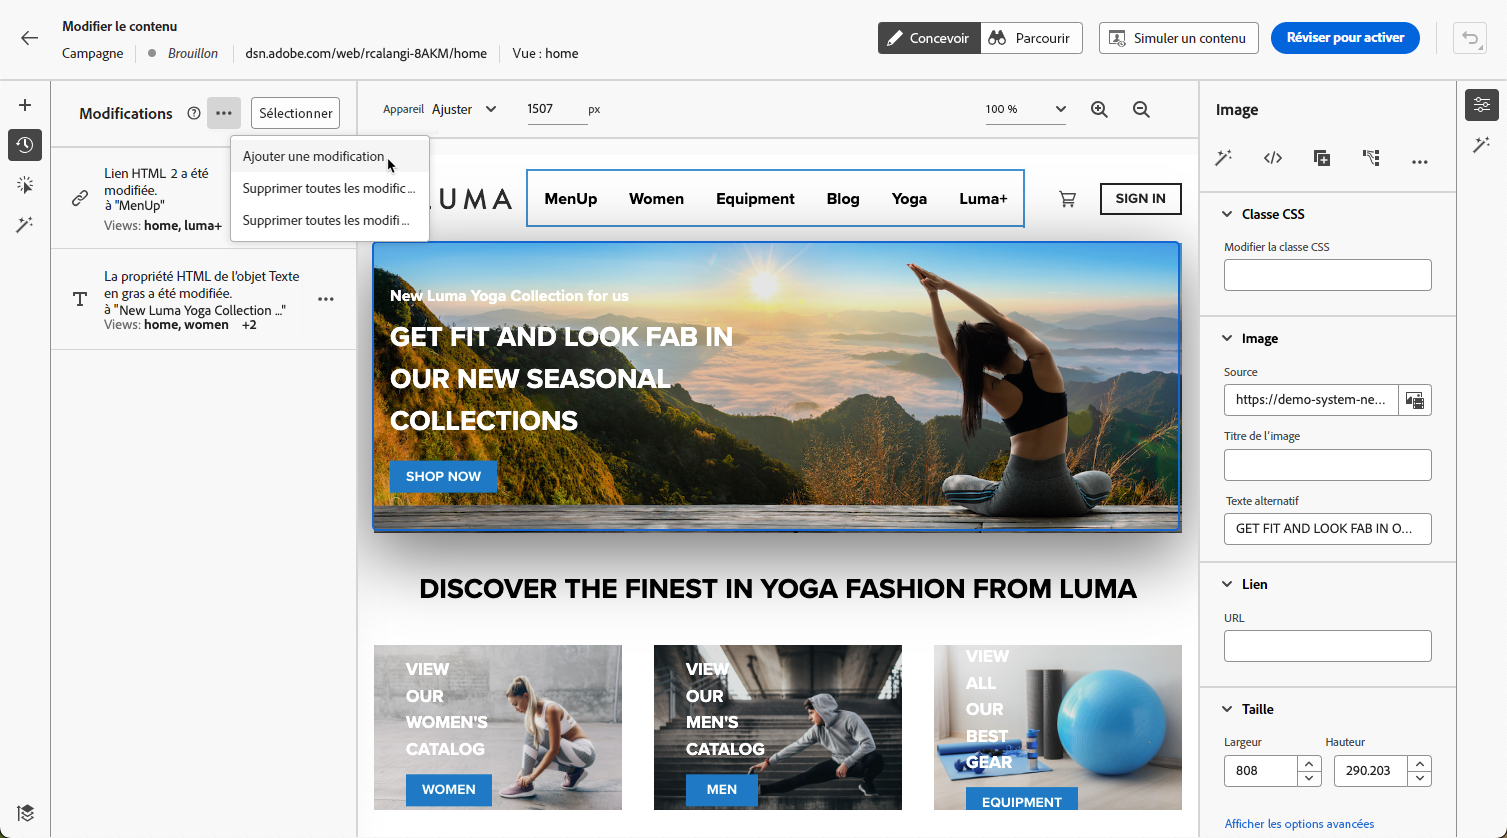 Modifier le contenu
Campagne
Brouillon
dsn.adobe.com/web/rcalangi-8AKM/home
Vue : home
Concevoir
Parcourir
Simuler un contenu
Réviser pour activer
Modifications
Sélectionner
Ajouter une modification
Supprimer toutes les modific ...
Supprimer toutes les modifi ...
Lien HTML 2 a été
modifiée.
à "MenUp"
Views: home, luma+
La propriété HTML de l'objet Texte
en gras a été modifiée.
à "New Luma Yoga Collection ..."
Views: home, women +2
Appareil
Ajuster
1507
px
100 %
LUMA
MenUp
Women
Equipment
Blog
Yoga
Luma+
SIGN IN
New Luma Yoga Collection for us
GET FIT AND LOOK FAB IN
OUR NEW SEASONAL
COLLECTIONS
SHOP NOW
DISCOVER THE FINEST IN YOGA FASHION FROM LUMA
VIEW
OUR
WOMEN'S
CATALOG
WOMEN
VIEW
OUR
MEN'S
CATALOG
MEN
VIEW
ALL
OUR
BEST
GEAR
EQUIPMENT
Image
Classe CSS
Modifier la classe CSS
Image
Source
https://demo-system-ne...
Titre de l'image
Texte alternatif
GET FIT AND LOOK FAB IN O...
Lien
URL
Taille
Largeur
Hauteur
808
290.203
Afficher les options avancées